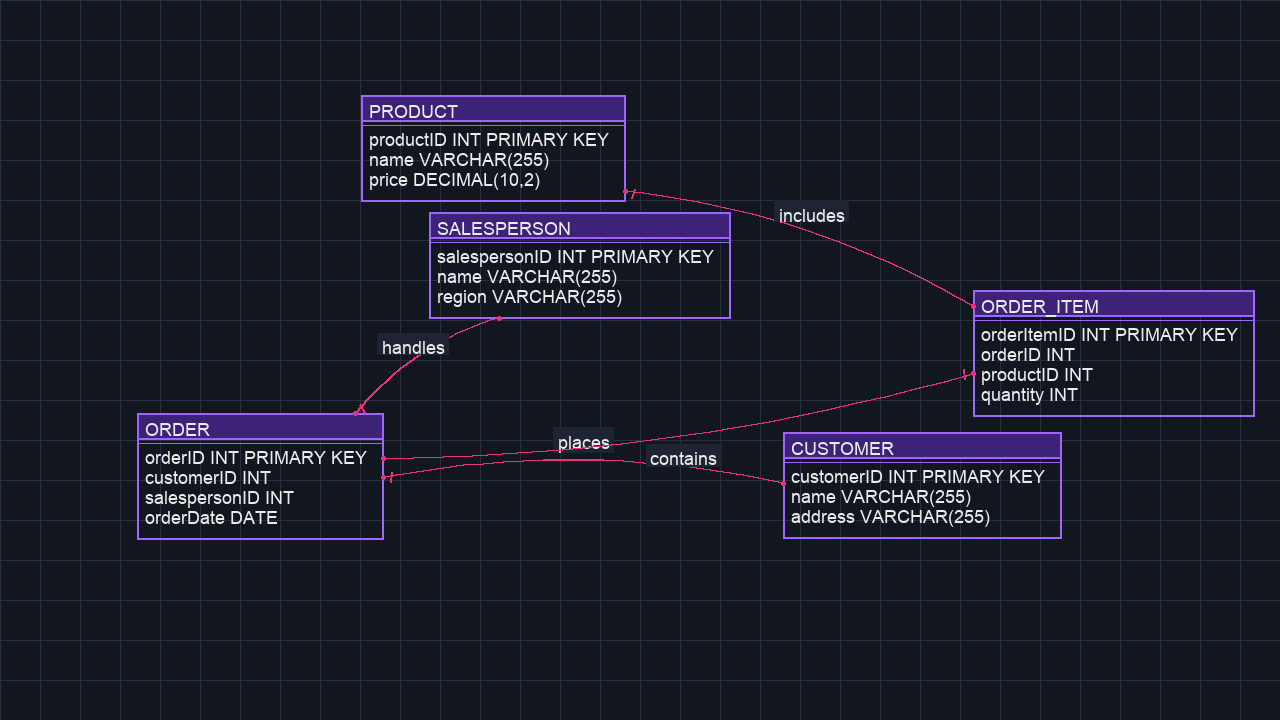 PRODUCT
productID INT PRIMARY KEY
name VARCHAR(255)
price DECIMAL(10,2)
includes
SALESPERSON
salespersonID INT PRIMARY KEY
name VARCHAR(255)
region VARCHAR(255)
handles
ORDER_ITEM
orderItemID INT PRIMARY KEY
orderID INT
productID INT
quantity INT
ORDER
orderID INT PRIMARY KEY
customerID INT
salespersonID INT
orderDate DATE
places
contains
CUSTOMER
customerID INT PRIMARY KEY
name VARCHAR(255)
address VARCHAR(255)